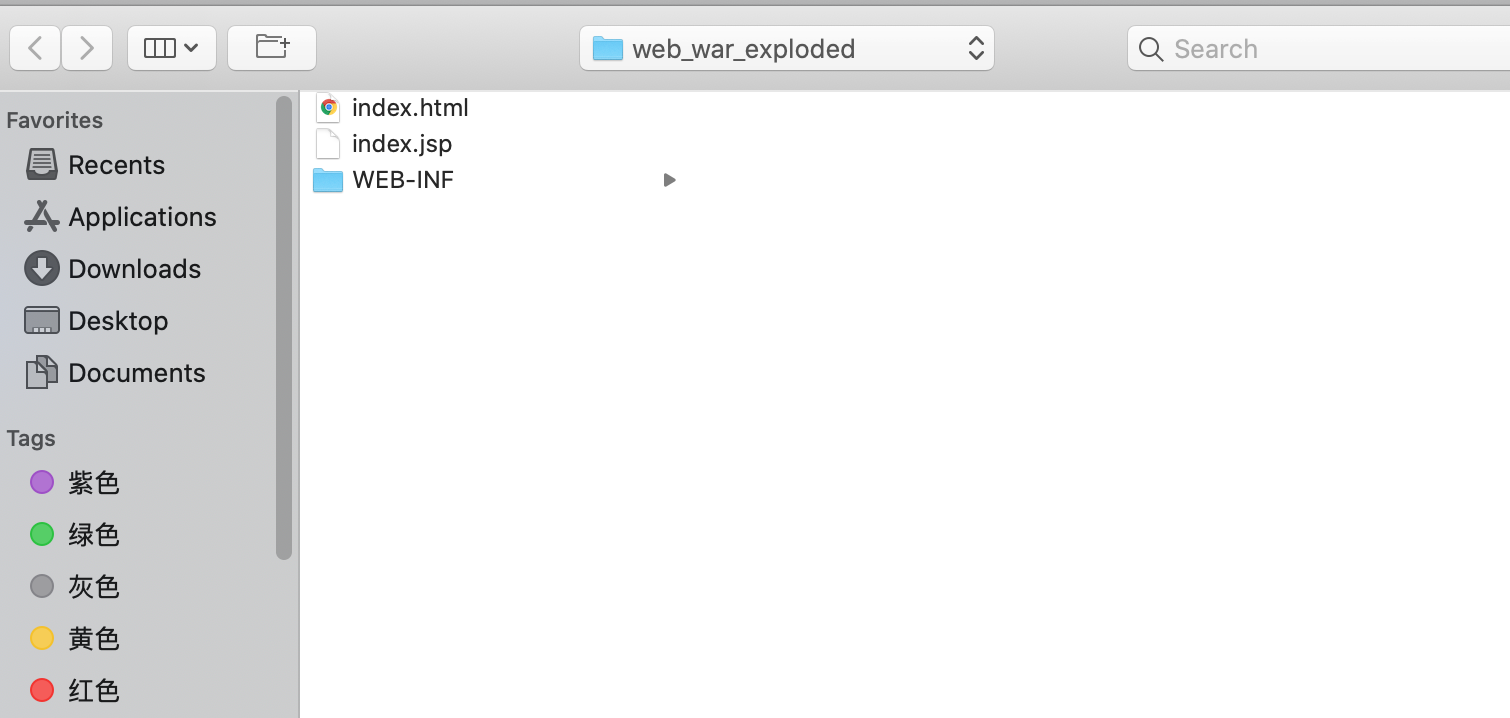 web_war_exploded
Search
Favorites
Recents
Applications
Downloads
Desktop
Documents
Tags
紫色
绿色
灰色
黄色
红色
index.html
index.jsp
WEB-INF